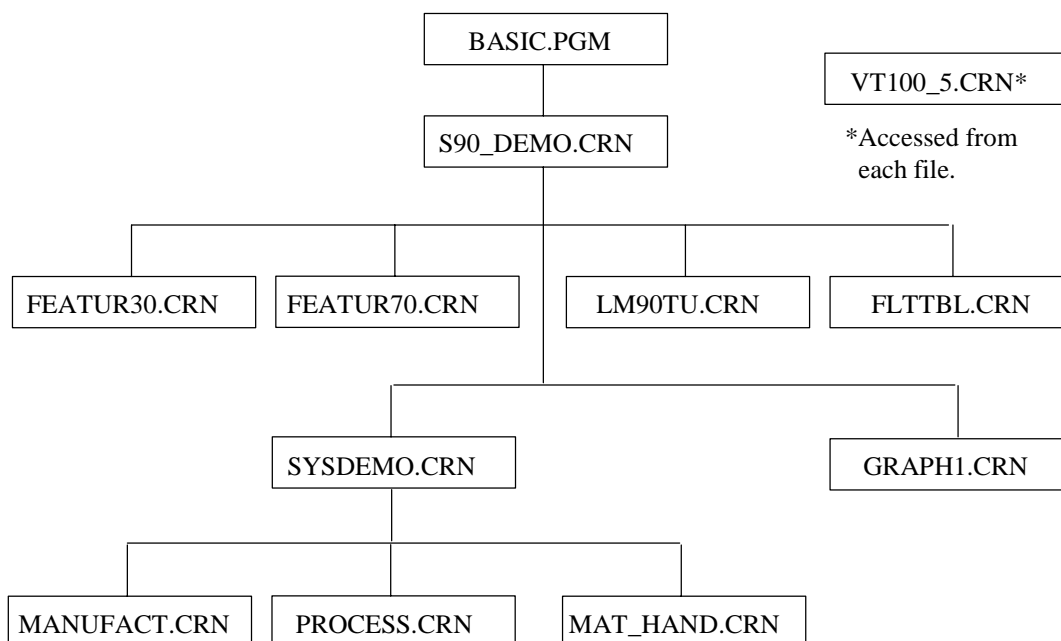 BASIC.PGM
VT100_5.CRN*
S90_DEMO.CRN
*Accessed from
each file.
FEATUR30.CRN
FEATUR70.CRN
LM90TU.CRN
FLTTBL.CRN
SYSDEMO.CRN
GRAPH1.CRN
MANUFACT.CRN
PROCESS.CRN
MAT_HAND.CRN